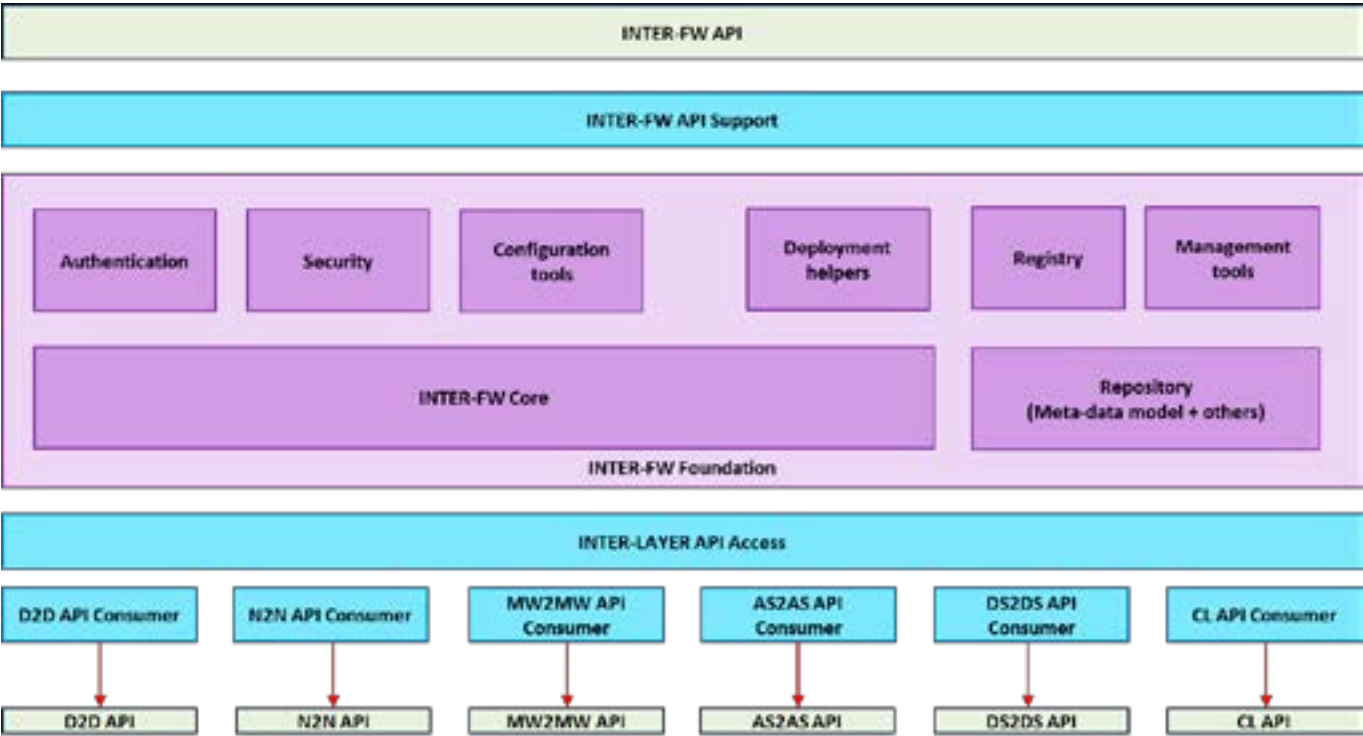 INTER-FW API
INTER-FW API Support
Authentication
Security
Configuration
tools
Deployment
helpers
Registry
Management
tools
INTER-FW Core
Repository
(Meta-data model + others)
INTER-FW Foundation
INTER-LAYER API Access
D2D API Consumer
N2N API Consumer
MW2MW API
Consumer
AS2AS API
Consumer
DS2DS API
Consumer
CL API Consumer
D2D API
N2N API
MW2MW API
AS2AS API
DS2DS API
CL API